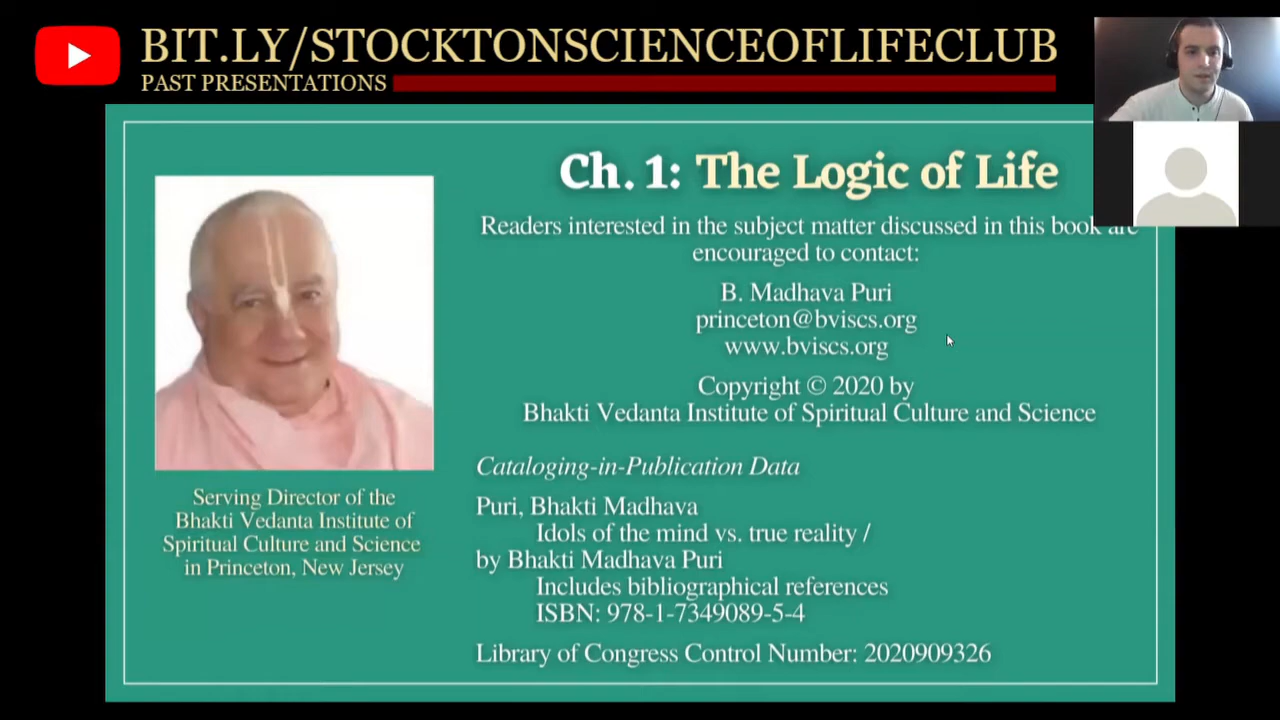 BIT.LY/STOCKTONSCIENCEOFLIFECLUB
PAST PRESENTATIONS
Ch. 1: The Logic of Life
Readers interested in the subject matter discussed in this book are
encouraged to contact:
B. Madhava Puri
princeton@bviscs.org
www.bviscs.org
Copyright © 2020 by
Bhakti Vedanta Institute of Spiritual Culture and Science
Cataloging-in-Publication Data
Puri, Bhakti Madhava
Idols of the mind vs. true reality /
by Bhakti Madhava Puri
Includes bibliographical references
ISBN: 978-1-7349089-5-4
Library of Congress Control Number: 2020909326
Serving Director of the
Bhakti Vedanta Institute of
Spiritual Culture and Science
in Princeton, New Jersey